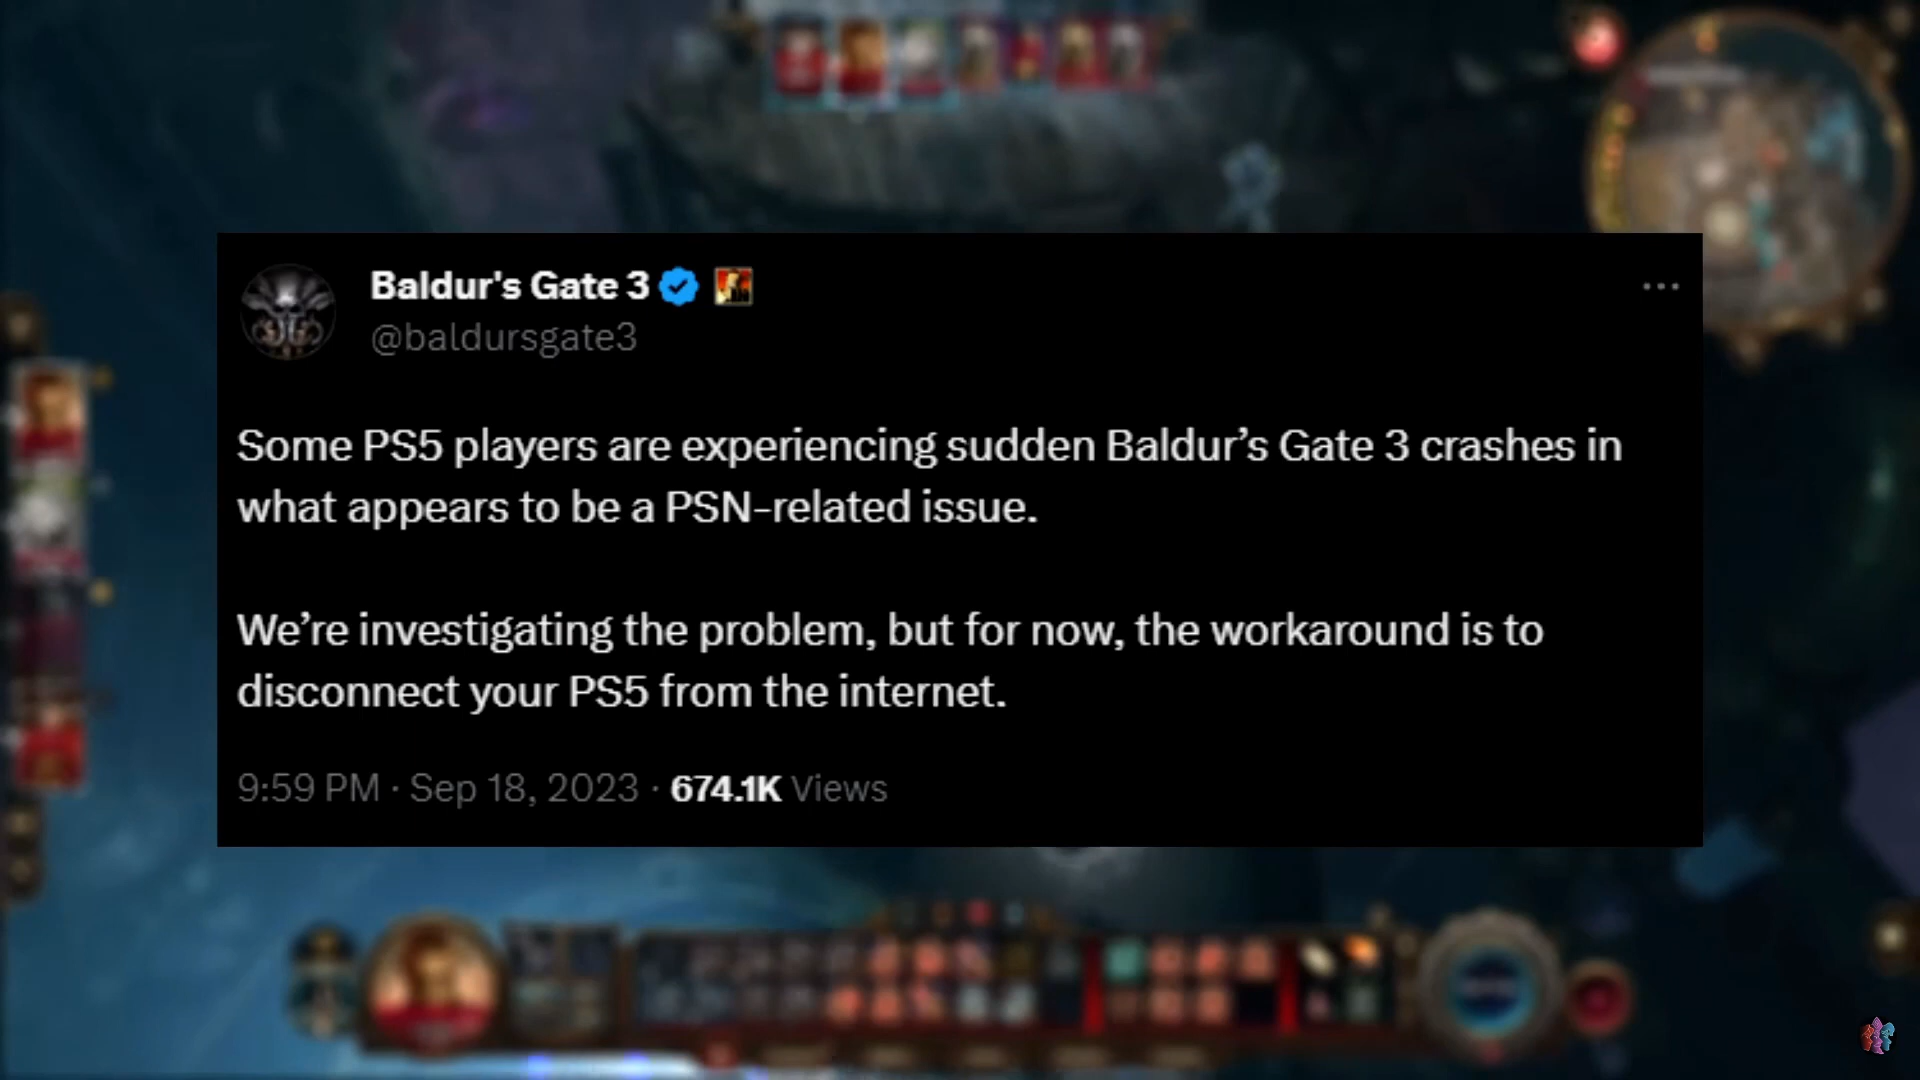 Baldur's Gate 3
@baldursgate3
Some PS5 players are experiencing sudden Baldur’s Gate 3 crashes in
what appears to be a PSN-related issue.
We’re investigating the problem, but for now, the workaround is to
disconnect your PS5 from the internet.
9:59 PM · Sep 18, 2023 · 674.1K Views